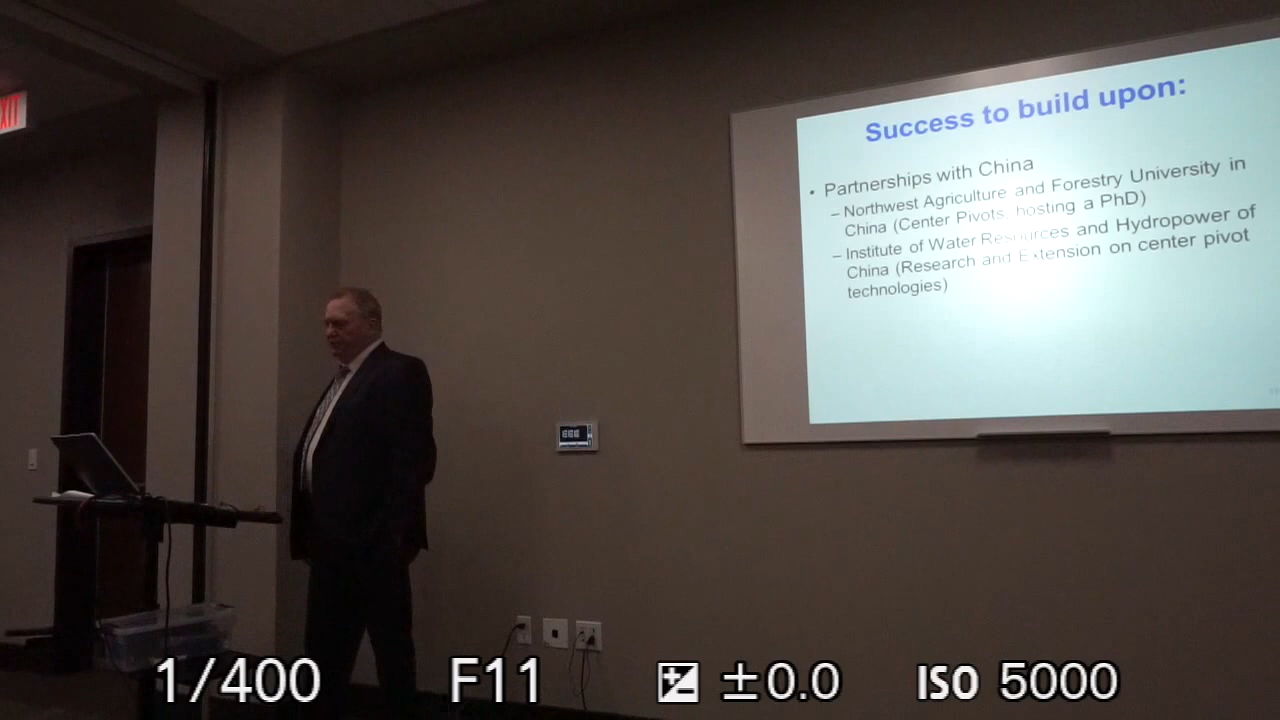 EXIT
Success to build upon:
• Partnerships with China
– Northwest Agriculture and Forestry University in
China (Center Pivots, hosting a PhD)
– Institute of Water Resources and Hydropower of
China (Research and Extension on center pivot
technologies)
1/400 F11 ±0.0 ISO 5000